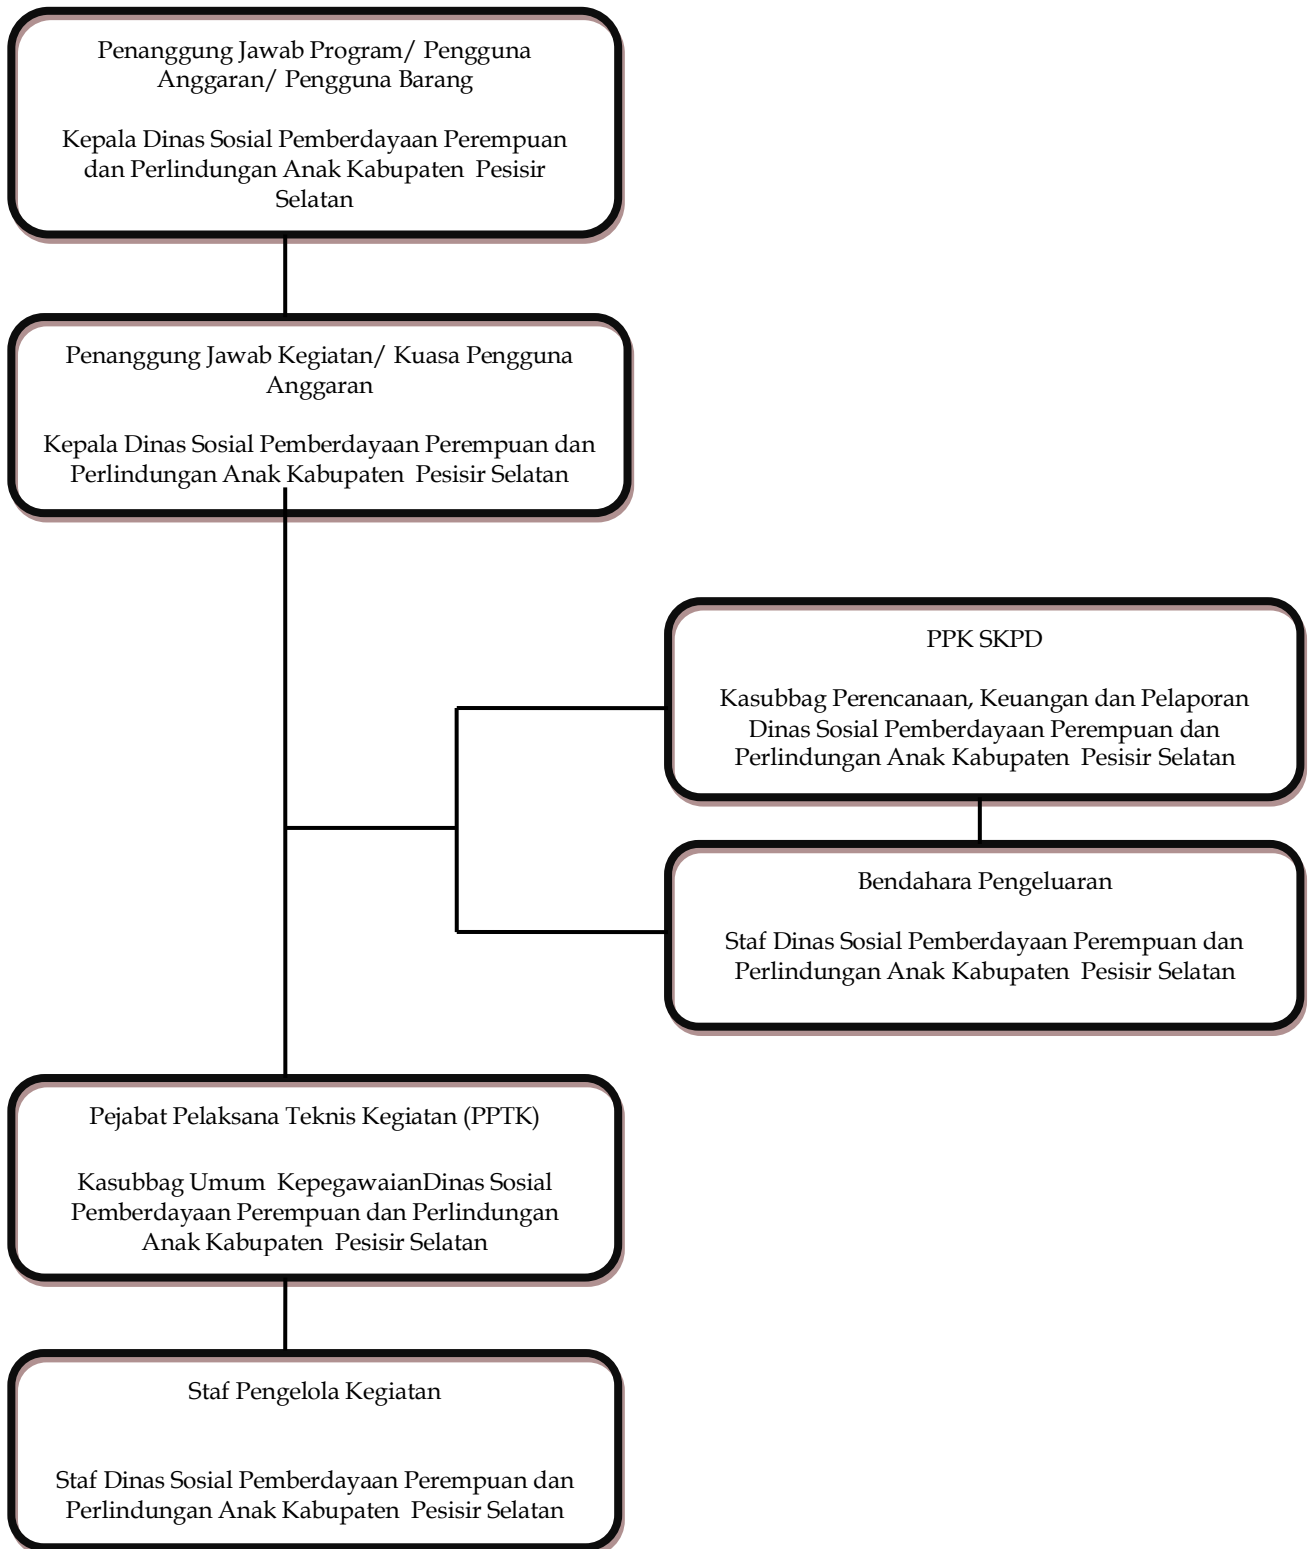 Penanggung Jawab Program/ Pengguna
Anggaran/ Pengguna Barang
Kepala Dinas Sosial Pemberdayaan Perempuan
dan Perlindungan Anak Kabupaten  Pesisir
Selatan
Penanggung Jawab Kegiatan/ Kuasa Pengguna
Anggaran
Kepala Dinas Sosial Pemberdayaan Perempuan dan
Perlindungan Anak Kabupaten  Pesisir Selatan
PPK SKPD
Kasubbag Perencanaan, Keuangan dan Pelaporan
Dinas Sosial Pemberdayaan Perempuan dan
Perlindungan Anak Kabupaten  Pesisir Selatan
Bendahara Pengeluaran
Staf Dinas Sosial Pemberdayaan Perempuan dan
Perlindungan Anak Kabupaten  Pesisir Selatan
Pejabat Pelaksana Teknis Kegiatan (PPTK)
Kasubbag Umum  KepegawaianDinas Sosial
Pemberdayaan Perempuan dan Perlindungan
Anak Kabupaten  Pesisir Selatan
Staf Pengelola Kegiatan
Staf Dinas Sosial Pemberdayaan Perempuan dan
Perlindungan Anak Kabupaten  Pesisir Selatan